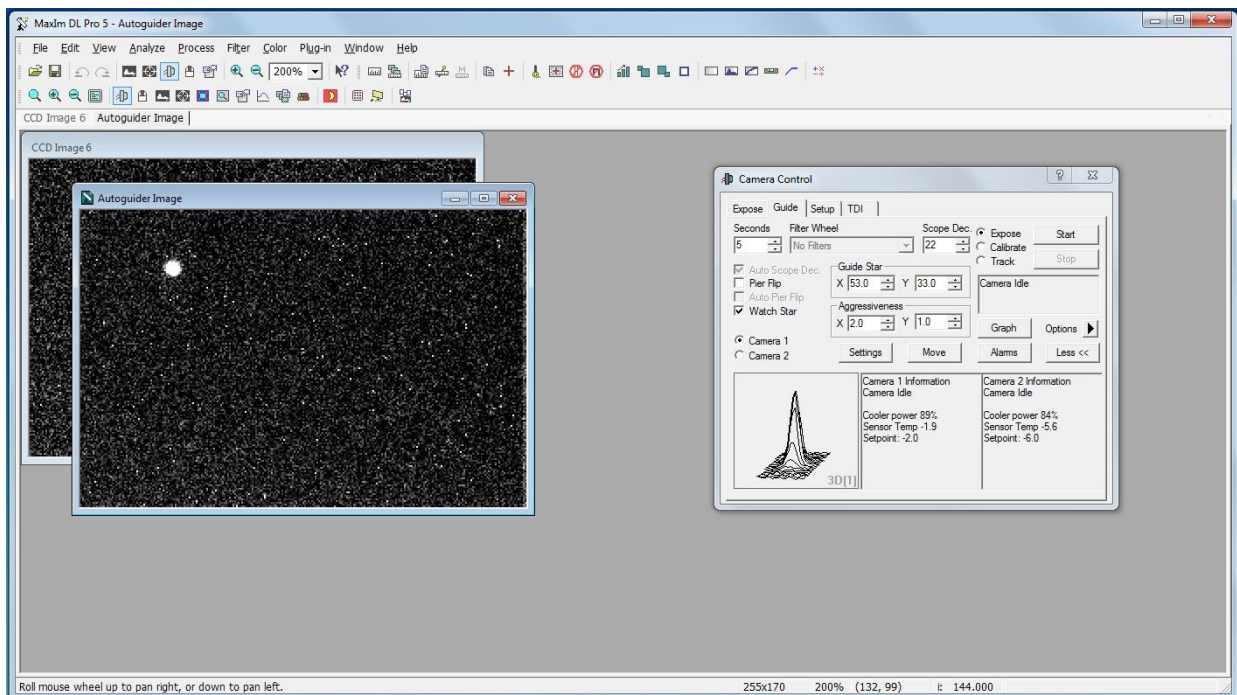 MaxIm DL Pro 5 - Autoguider Image
File Edit View Analyze Process Filter Color Plug-in Window Help
200%
CCD Image 6 Autoguider Image
CCD Image 6
Autoguider Image
Camera Control
Expose Guide Setup TDI
Seconds Filter Wheel Scope Dec.
5 No Filters 22
Expose
Calibrate
Track
Start
Stop
Auto Scope Dec.
Pier Flip
Auto Pier Flip
Watch Star
Guide Star
X 53.0 Y 33.0
Aggressiveness
X 2.0 Y 1.0
Camera Idle
Graph Options
Camera 1
Camera 2
Settings Move Alarms Less <<
3D[1]
Camera 1 Information
Camera Idle
Cooler power 89%
Sensor Temp -1.9
Setpoint: -2.0
Camera 2 Information
Camera Idle
Cooler power 84%
Sensor Temp -5.6
Setpoint: -6.0
Roll mouse wheel up to pan right, or down to pan left.
255x170 200% (132, 99) i: 144.000